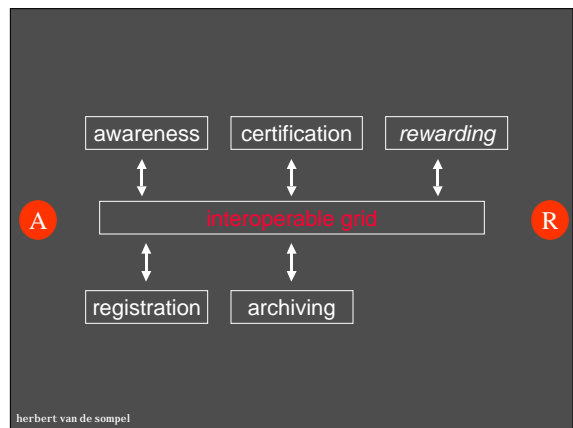 awareness certification rewarding
A interoperable grid R
registration archiving
herbert van de sompel